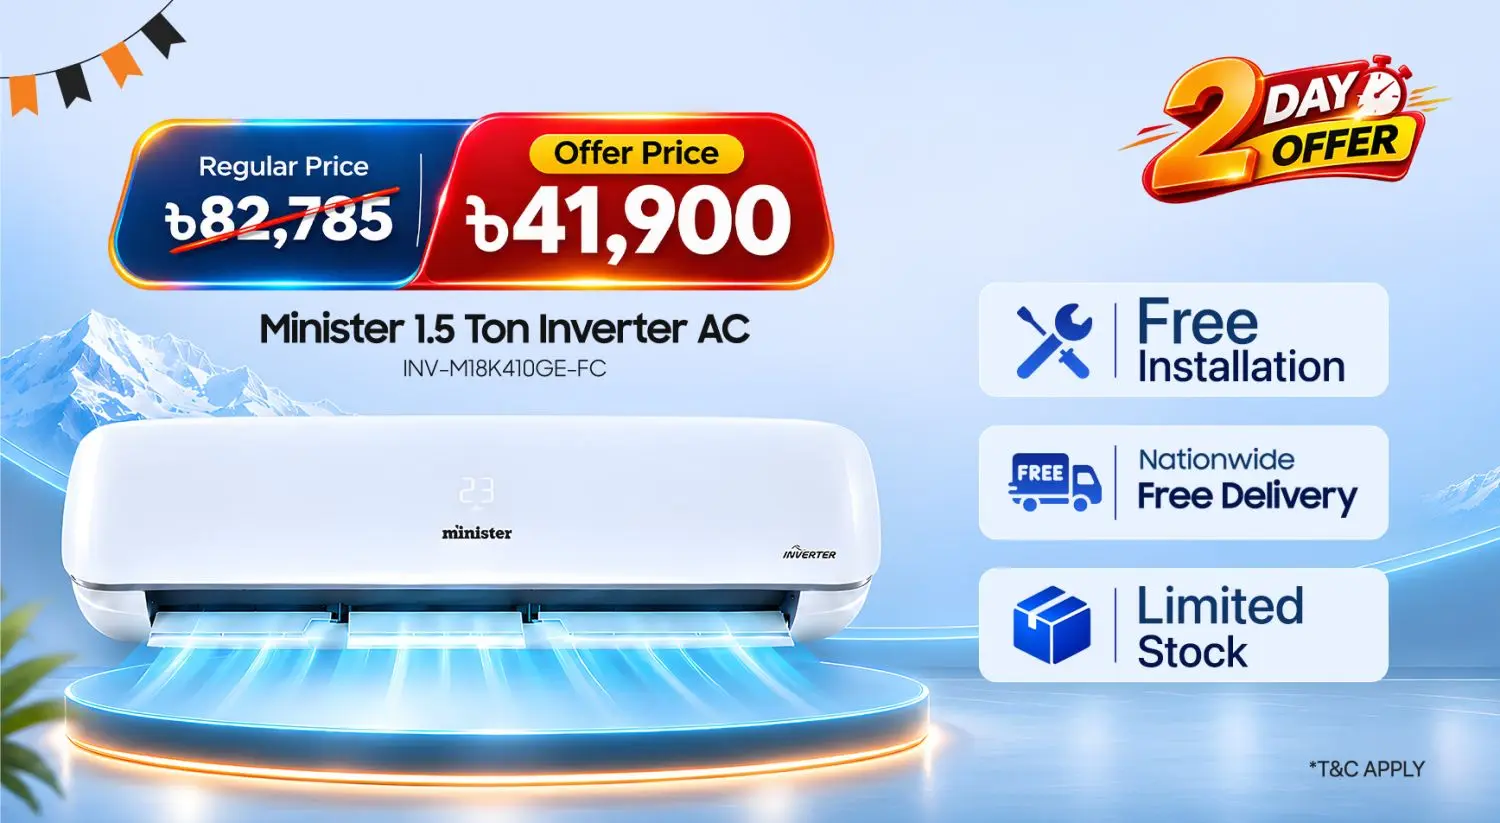 2 DAY
OFFER
Regular Price
৳82,785
Offer Price
৳41,900
Minister 1.5 Ton Inverter AC
INV-M18K410GE-FC
23
minister
INVERTER
Free
Installation
FREE
Nationwide
Free Delivery
Limited
Stock
*T&C APPLY